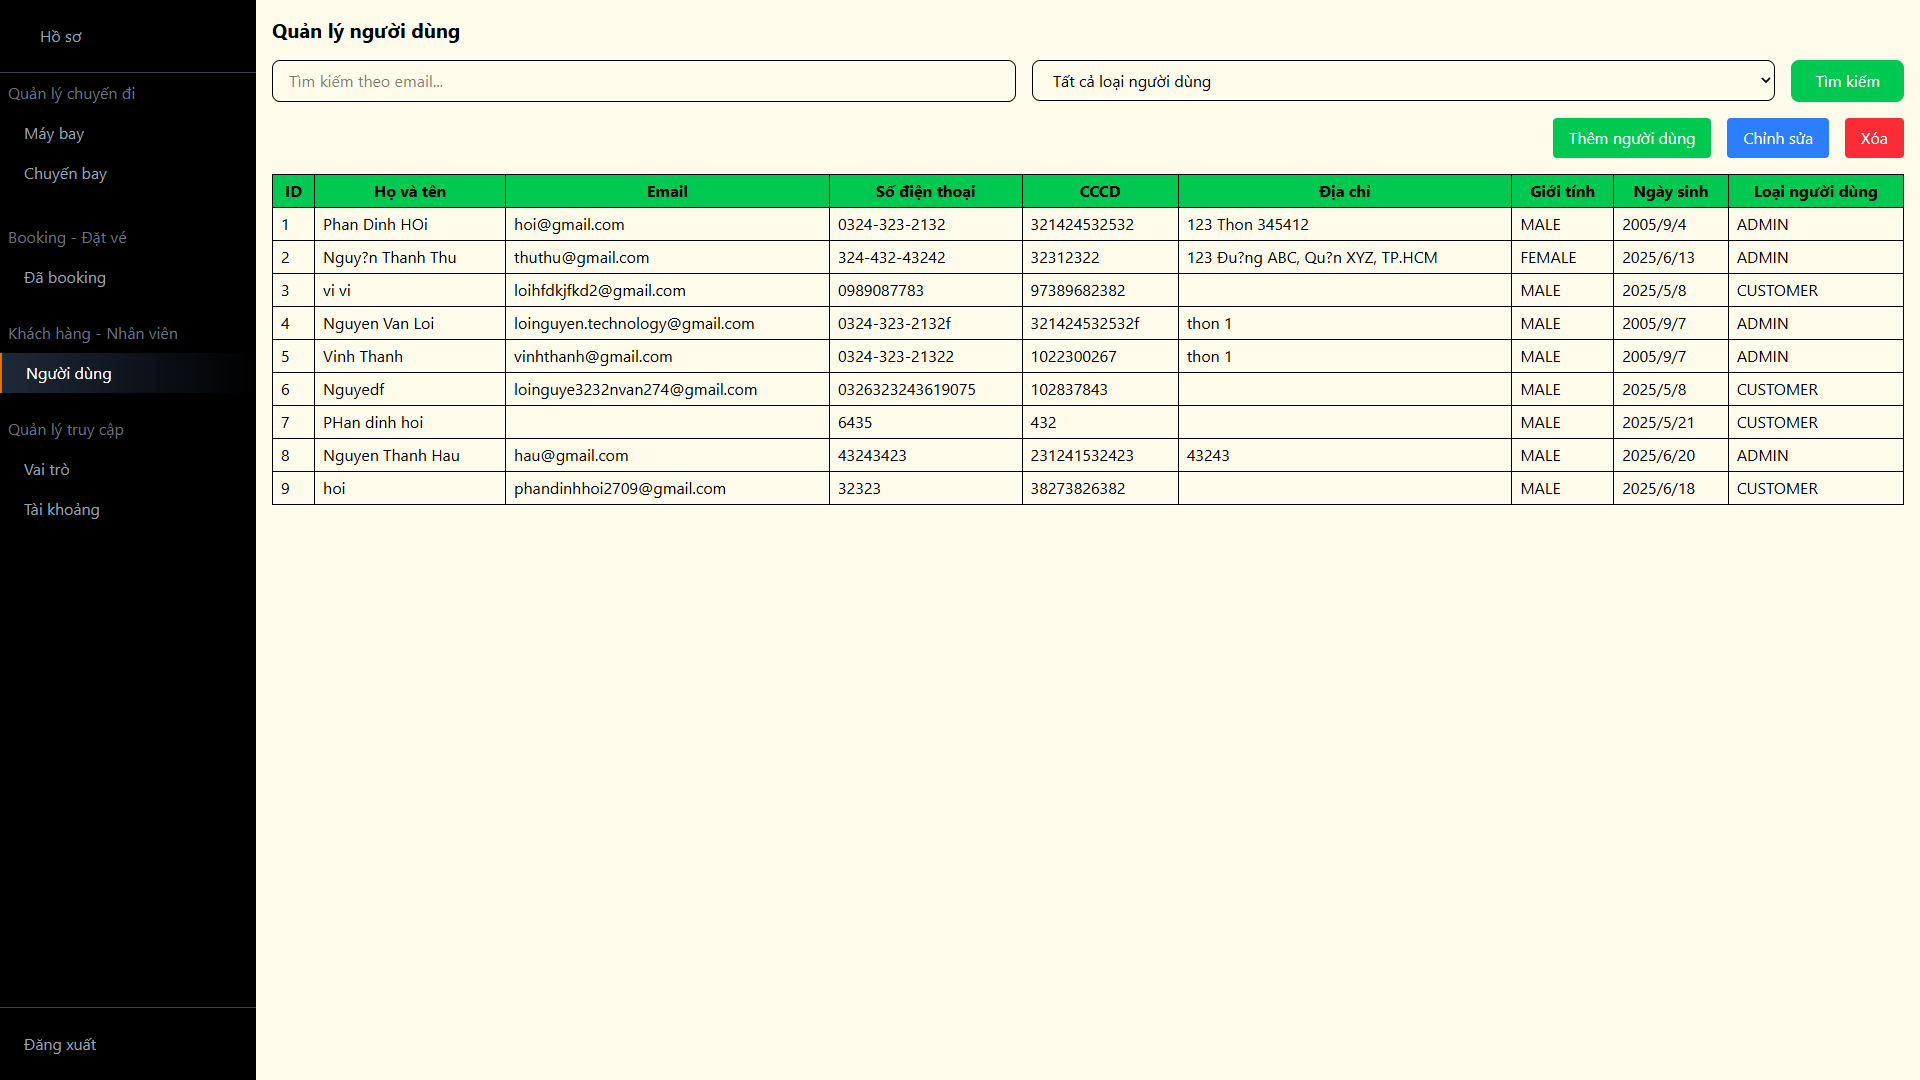 Hồ sơ
Quản lý chuyến đi
Máy bay
Chuyến bay
Booking - Đặt vé
Đã booking
Khách hàng - Nhân viên
Người dùng
Quản lý truy cập
Vai trò
Tài khoảng
Đăng xuất
Quản lý người dùng
Tìm kiếm theo email... Tất cả loại người dùng Tìm kiếm
Thêm người dùng Chỉnh sửa Xóa
ID Họ và tên Email Số điện thoại CCCD Địa chỉ Giới tính Ngày sinh Loại người dùng
1 Phan Dinh HOi hoi@gmail.com 0324-323-2132 321424532532 123 Thon 345412 MALE 2005/9/4 ADMIN
2 Nguy?n Thanh Thu thuthu@gmail.com 324-432-43242 32312322 123 Đu?ng ABC, Qu?n XYZ, TP.HCM FEMALE 2025/6/13 ADMIN
3 vi vi loihfdkjfkd2@gmail.com 0989087783 97389682382 MALE 2025/5/8 CUSTOMER
4 Nguyen Van Loi loinguyen.technology@gmail.com 0324-323-2132f 321424532532f thon 1 MALE 2005/9/7 ADMIN
5 Vinh Thanh vinhthanh@gmail.com 0324-323-21322 1022300267 thon 1 MALE 2005/9/7 ADMIN
6 Nguyedf loinguye3232nvan274@gmail.com 0326323243619075 102837843 MALE 2025/5/8 CUSTOMER
7 PHan dinh hoi 6435 432 MALE 2025/5/21 CUSTOMER
8 Nguyen Thanh Hau hau@gmail.com 43243423 231241532423 43243 MALE 2025/6/20 ADMIN
9 hoi phandinhhoi2709@gmail.com 32323 38273826382 MALE 2025/6/18 CUSTOMER